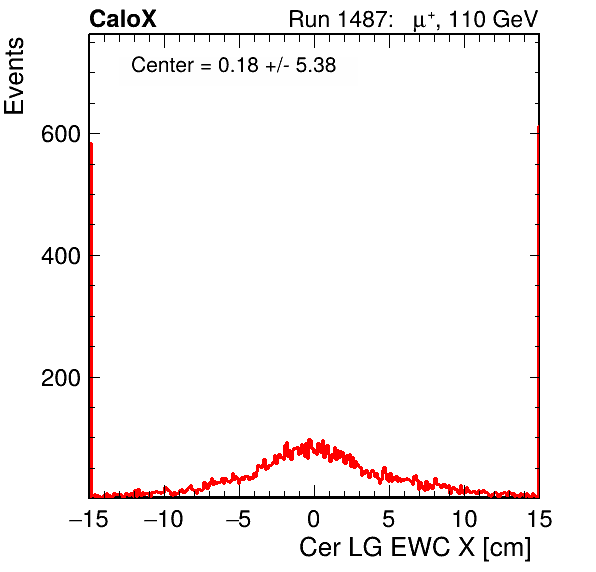 CaloX Run 1487: μ⁺, 110 GeV
Center = 0.18 +/- 5.38
Events
600
400
200
−15 −10 −5 0 5 10 15
Cer LG EWC X [cm]